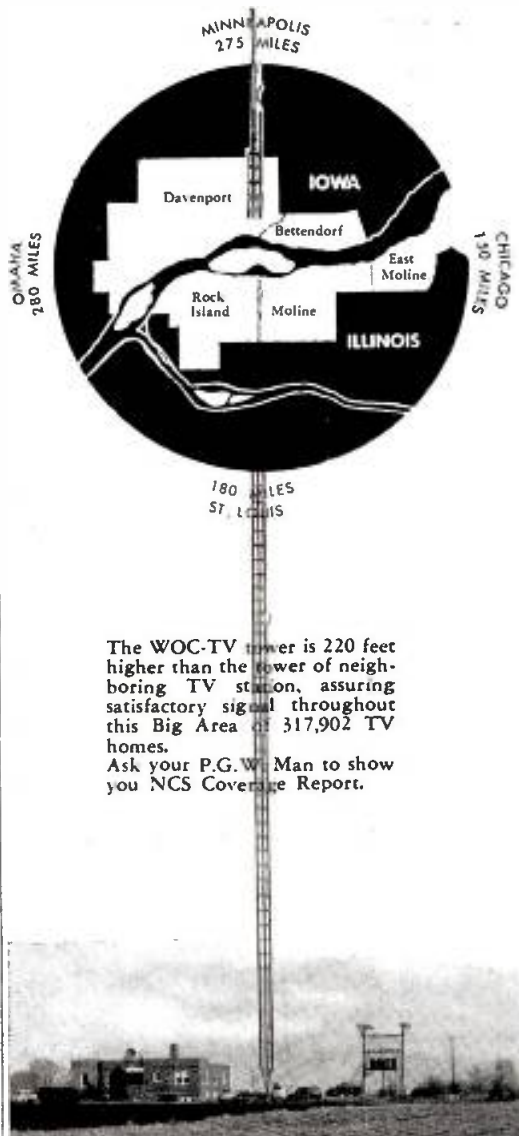 MINNEAPOLIS
275 MILES
IOWA
Davenport
Bettendorf
East
Moline
OMAHA
280 MILES
CHICAGO
150 MILES
Rock
Island
Moline
ILLINOIS
180 MILES
ST. LOUIS
The WOC-TV tower is 220 feet
higher than the tower of neigh-
boring TV station, assuring
satisfactory signal throughout
this Big Area of 317,902 TV
homes.
Ask your P.G.W. Man to show
you NCS Coverage Report.